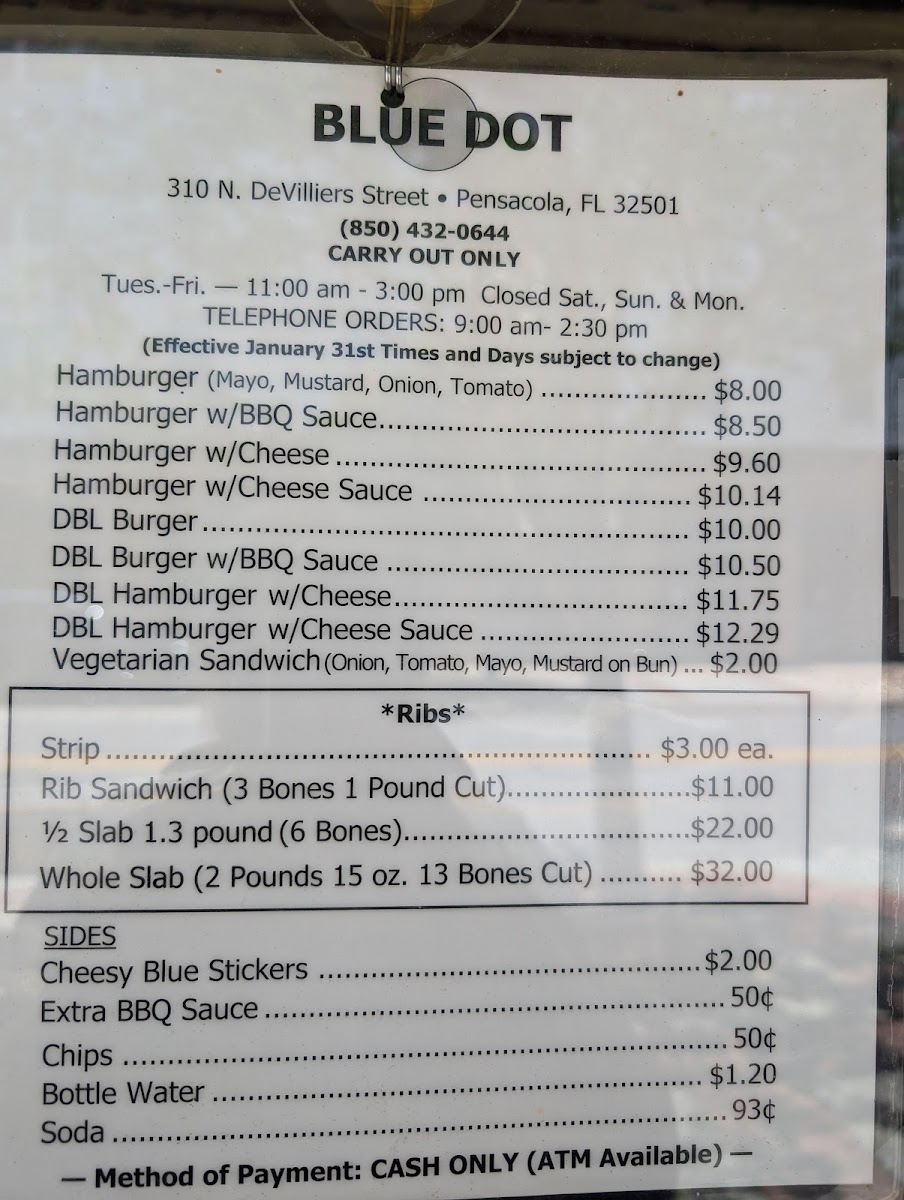 BLUE DOT
310 N. DeVilliers Street • Pensacola, FL 32501
(850) 432-0644
CARRY OUT ONLY
Tues.-Fri. — 11:00 am - 3:00 pm Closed Sat., Sun. & Mon.
TELEPHONE ORDERS: 9:00 am- 2:30 pm
(Effective January 31st Times and Days subject to change)
Hamburger (Mayo, Mustard, Onion, Tomato) .................... $8.00
Hamburger w/BBQ Sauce........................................ $8.50
Hamburger w/Cheese ............................................. $9.60
Hamburger w/Cheese Sauce ................................. $10.14
DBL Burger............................................................ $10.00
DBL Burger w/BBQ Sauce ..................................... $10.50
DBL Hamburger w/Cheese.................................... $11.75
DBL Hamburger w/Cheese Sauce .......................... $12.29
Vegetarian Sandwich (Onion, Tomato, Mayo, Mustard on Bun) ... $2.00
*Ribs*
Strip .................................................................... $3.00 ea.
Rib Sandwich (3 Bones 1 Pound Cut).......................$11.00
½ Slab 1.3 pound (6 Bones)....................................$22.00
Whole Slab (2 Pounds 15 oz. 13 Bones Cut) .......... $32.00
SIDES
Cheesy Blue Stickers ...............................................$2.00
Extra BBQ Sauce ......................................................... 50¢
Chips ........................................................................... 50¢
Bottle Water ............................................................ $1.20
Soda .............................................................................93¢
— Method of Payment: CASH ONLY (ATM Available) —